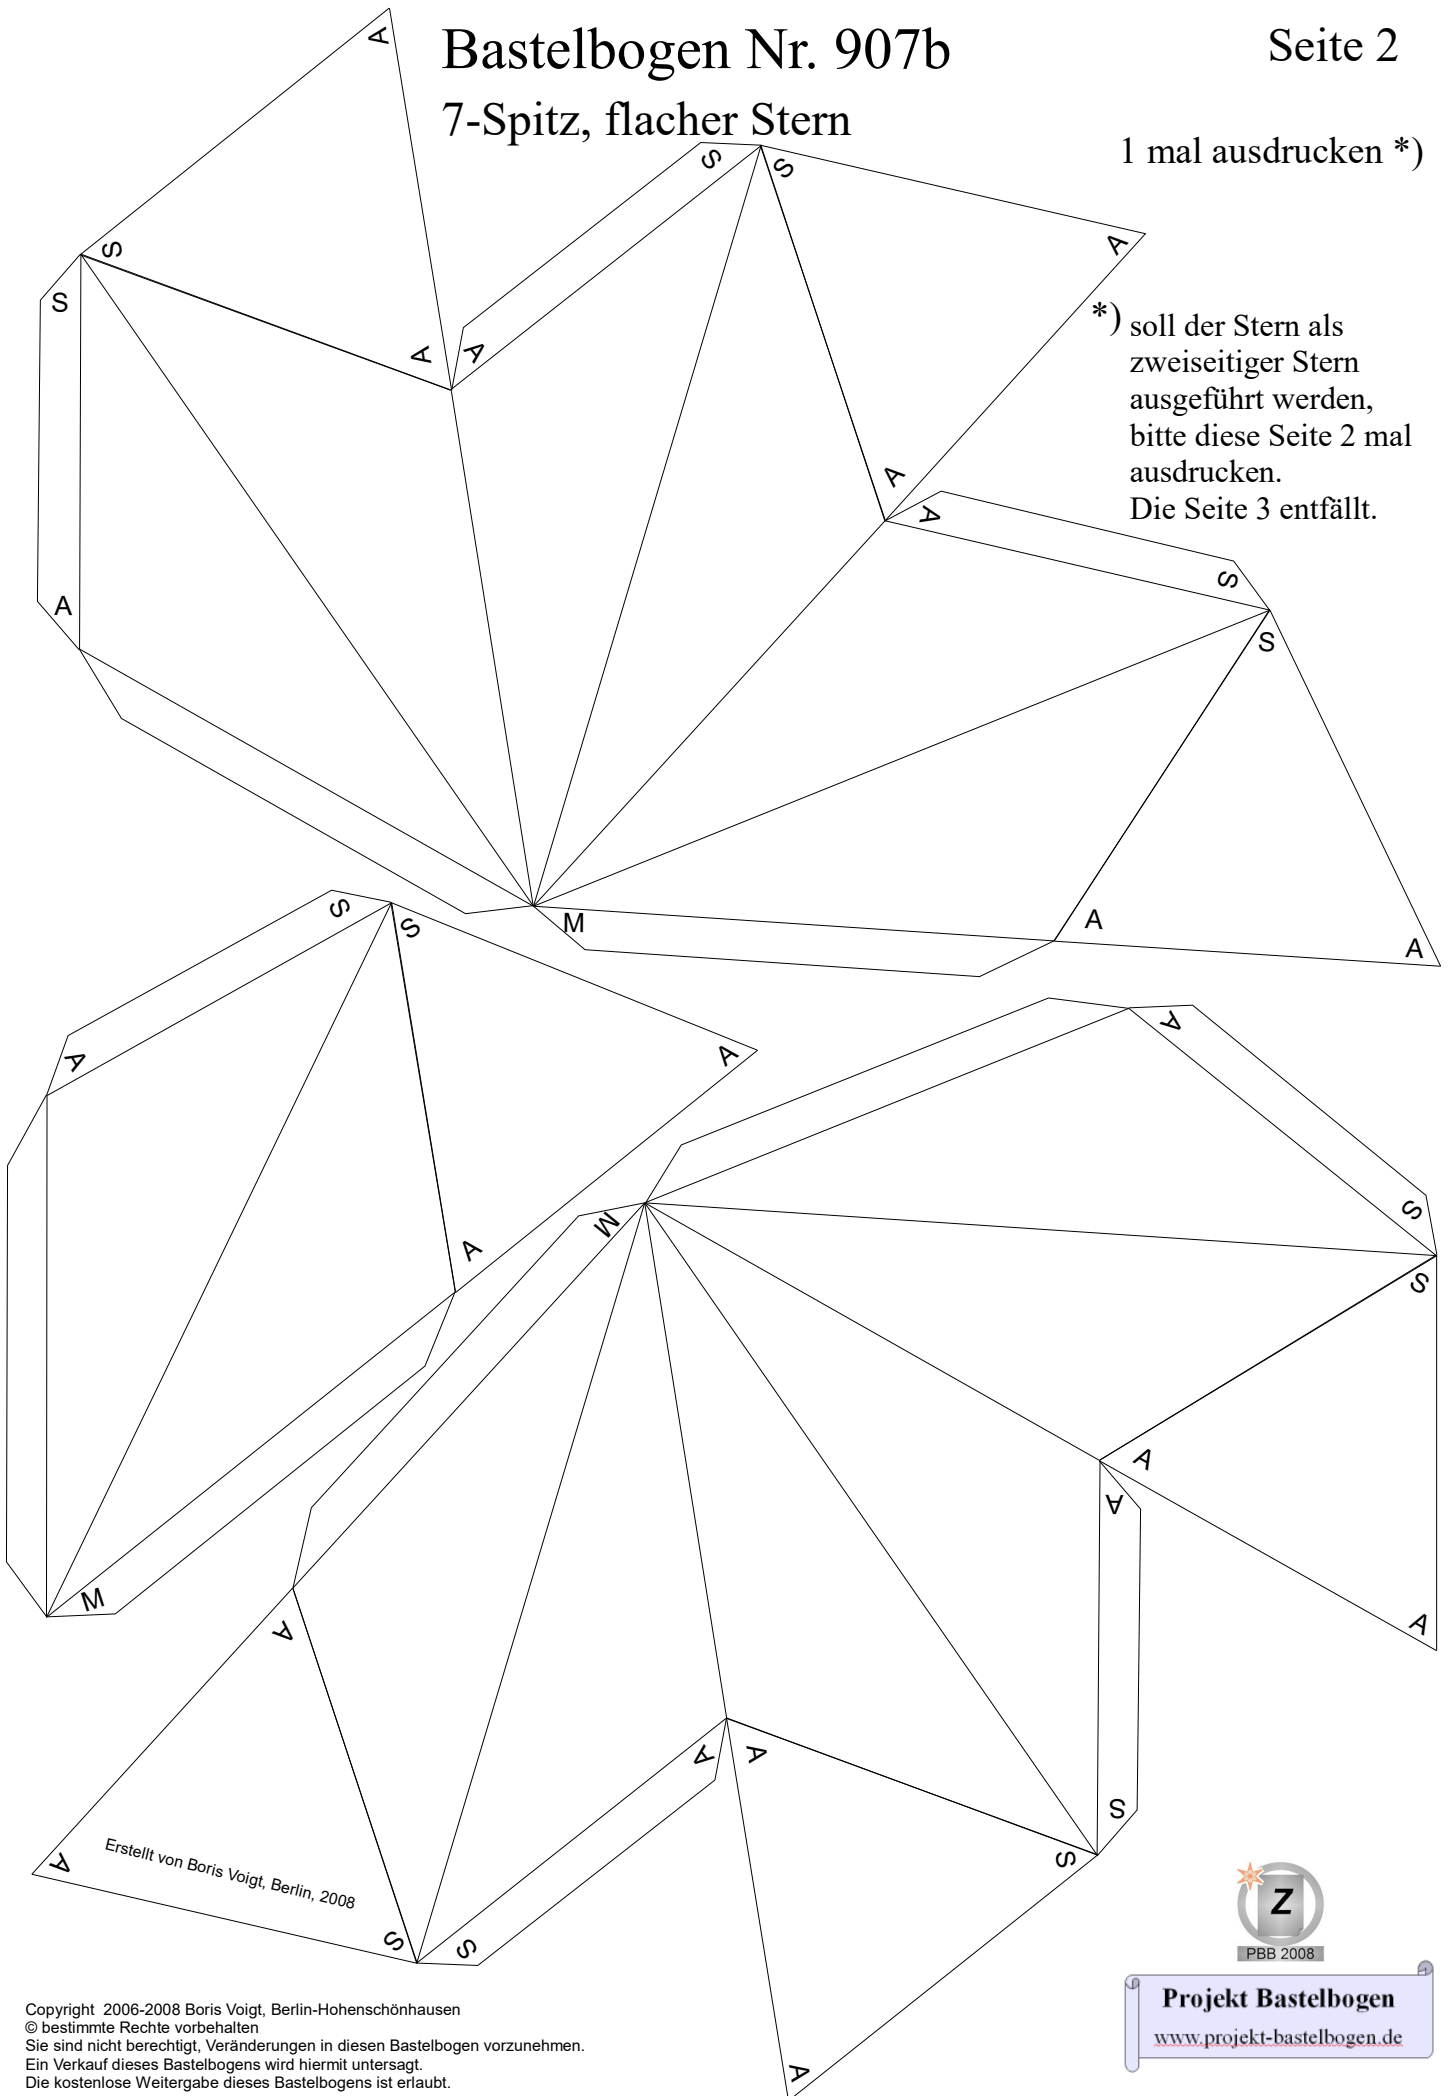 Bastelbogen Nr. 907b
Seite 2
7-Spitz, flacher Stern
1 mal ausdrucken *)
*) soll der Stern als
zweiseitiger Stern
ausgeführt werden,
bitte diese Seite 2 mal
ausdrucken.
Die Seite 3 entfällt.
A
S
S
A
A
A
S
S
A
A
A
S
S
A
A
A
M
S
S
A
A
A
M
M
A
S
S
A
A
A
S
S
A
A
A
A
S
S
A
A
Erstellt von Boris Voigt, Berlin, 2008
Z
PBB 2008
Projekt Bastelbogen
www.projekt-bastelbogen.de
Copyright 2006-2008 Boris Voigt, Berlin-Hohenschönhausen
© bestimmte Rechte vorbehalten
Sie sind nicht berechtigt, Veränderungen in diesen Bastelbogen vorzunehmen.
Ein Verkauf dieses Bastelbogens wird hiermit untersagt.
Die kostenlose Weitergabe dieses Bastelbogens ist erlaubt.